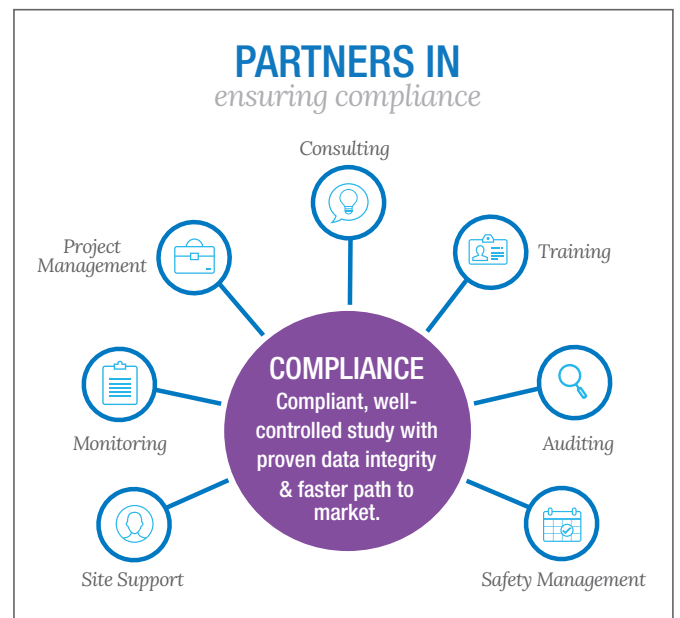 PARTNERS IN
ensuring compliance
Consulting
Project
Management
Training
COMPLIANCE
Compliant, well-
controlled study with
proven data integrity
& faster path to
market.
Monitoring
Auditing
Site Support
Safety Management